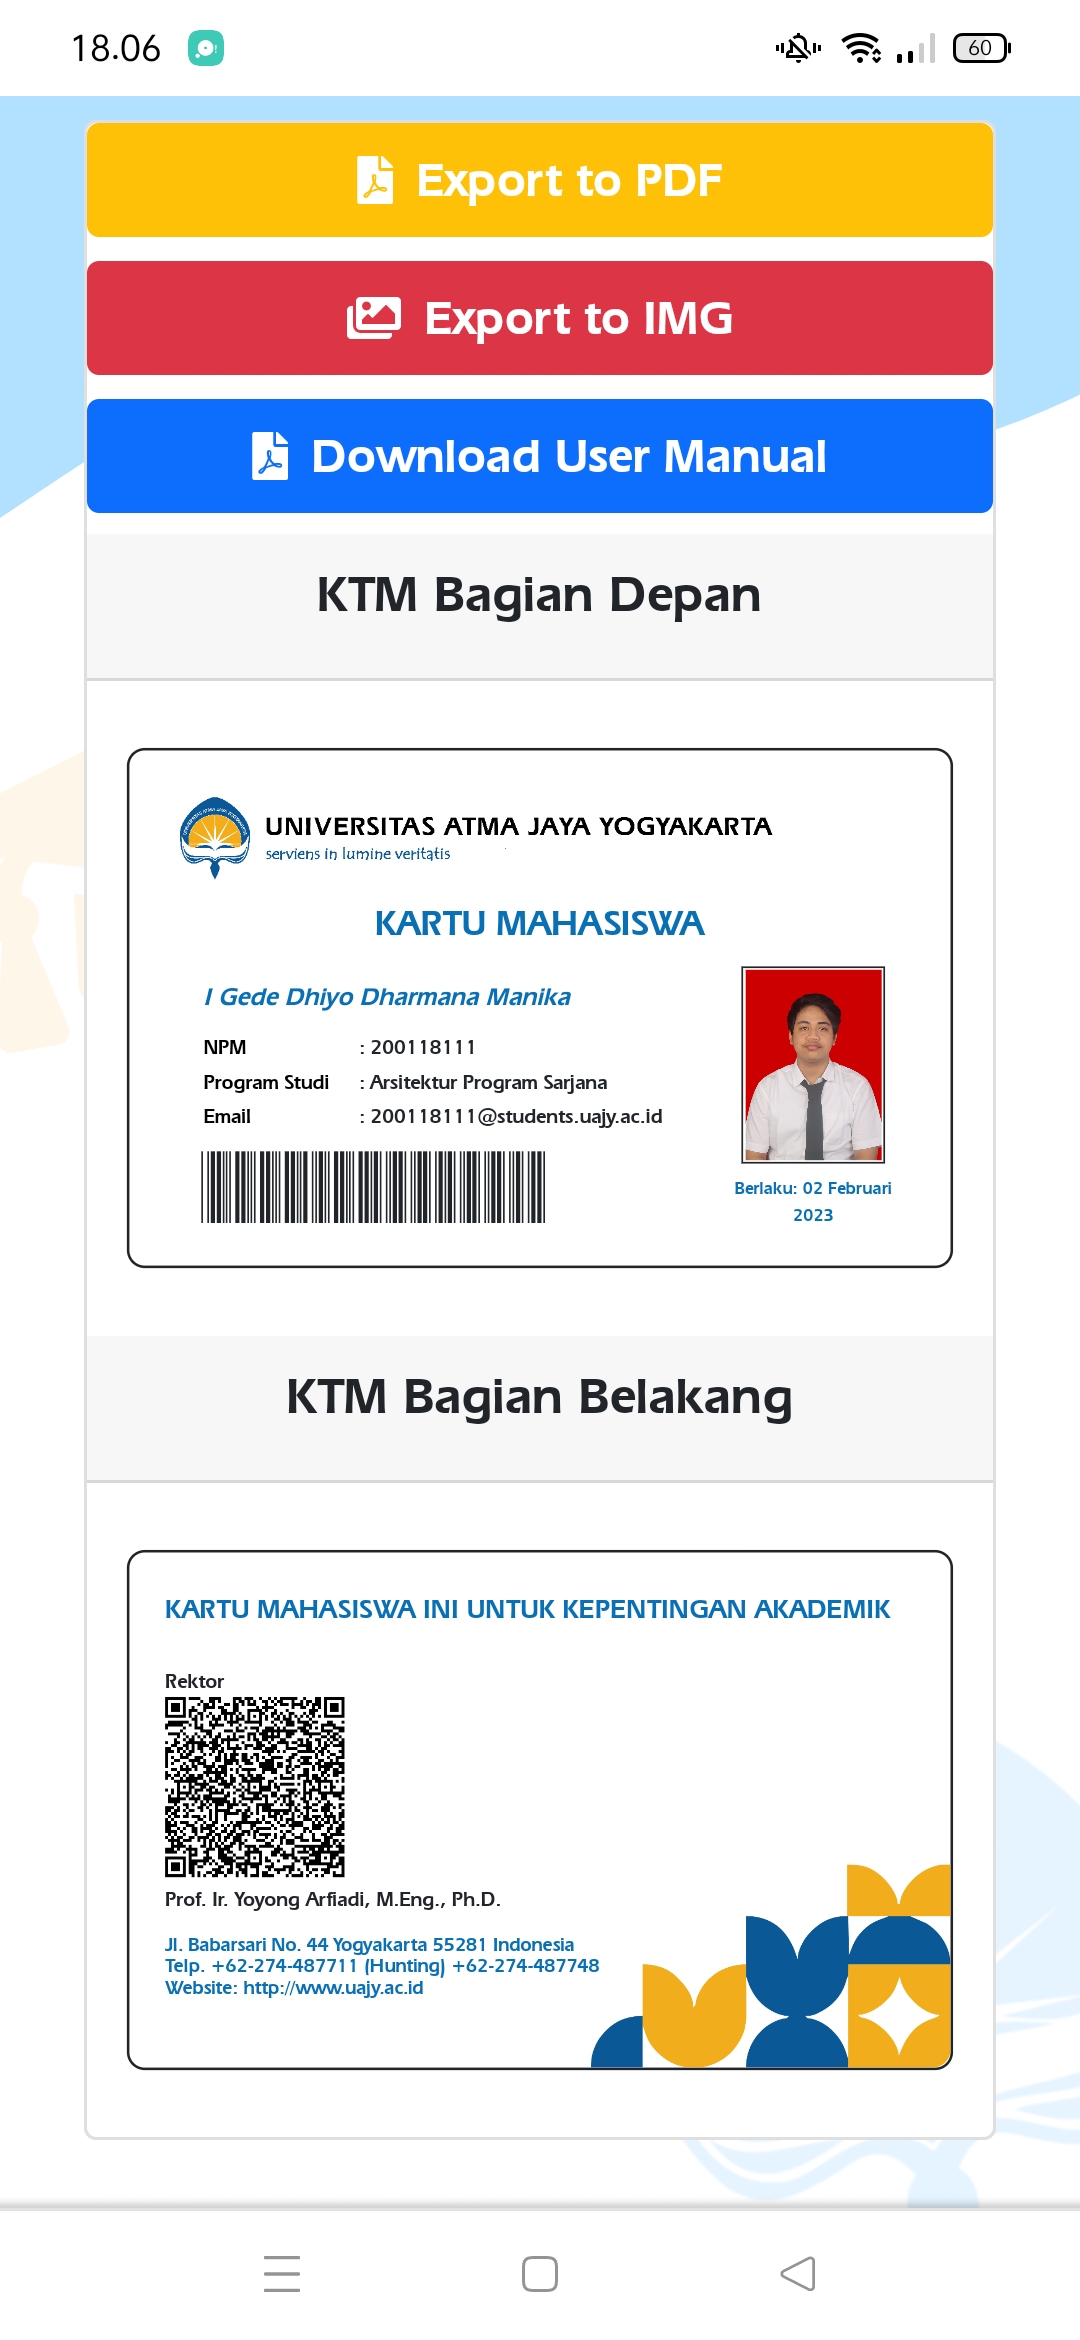 18.06
60
Export to PDF
Export to IMG
Download User Manual
KTM Bagian Depan
UNIVERSITAS ATMA JAYA YOGYAKARTA
serviens in lumine veritatis
KARTU MAHASISWA
I Gede Dhiyo Dharmana Manika
NPM : 200118111
Program Studi : Arsitektur Program Sarjana
Email : 200118111@students.uajy.ac.id
Berlaku: 02 Februari
2023
KTM Bagian Belakang
KARTU MAHASISWA INI UNTUK KEPENTINGAN AKADEMIK
Rektor
Prof. Ir. Yoyong Arfiadi, M.Eng., Ph.D.
Jl. Babarsari No. 44 Yogyakarta 55281 Indonesia
Telp. +62-274-487711 (Hunting) +62-274-487748
Website: http://www.uajy.ac.id